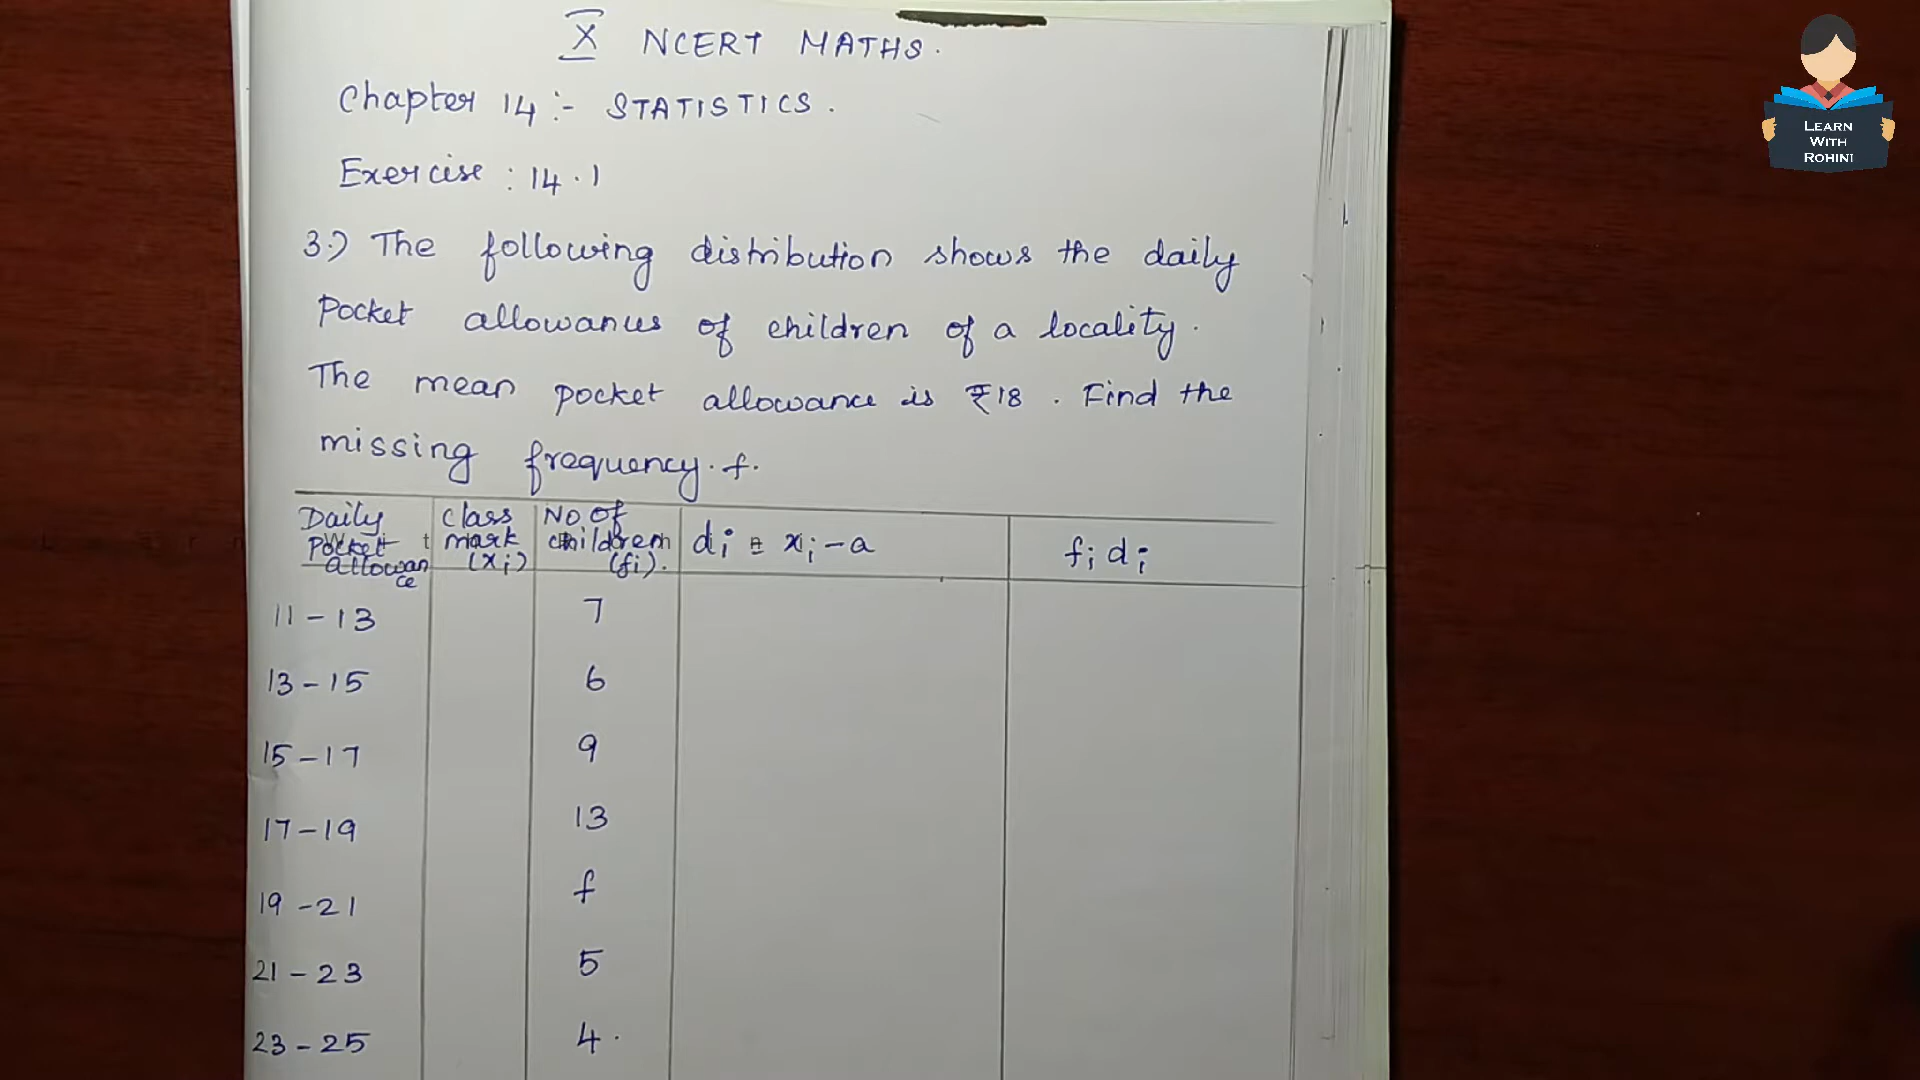 X NCERT MATHS.
Chapter 14 :- STATISTICS.
Exercise : 14.1
3.) The following distribution shows the daily
Pocket allowances of children of a locality.
The mean pocket allowance is ₹18. Find the
missing frequency. f.
Daily Pocket Allowance | class mark (xi) | No of children (fi). | di = xi - a | fi di
11 - 13 7
13 - 15 6
15 - 17 9
17 - 19 13
19 - 21 f
21 - 23 5
23 - 25 4.
LEARN
WITH
ROHINI